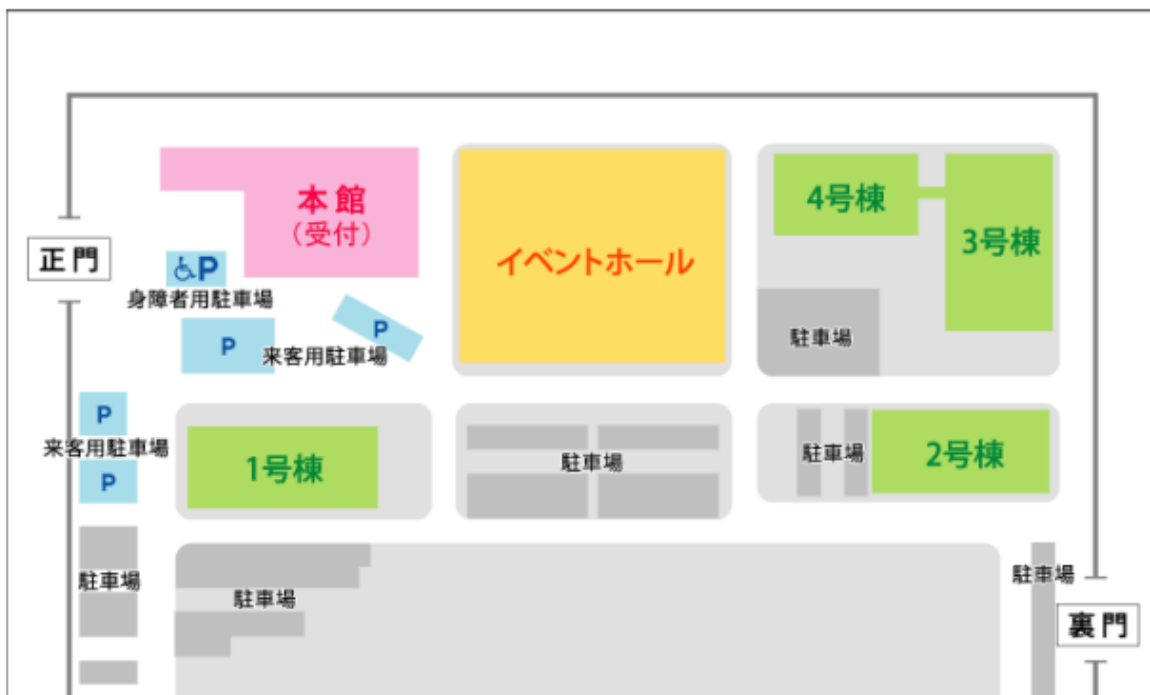 本館
(受付)
イベントホール
4号棟
3号棟
正門
P
身障者用駐車場
P
P
来客用駐車場
駐車場
P
来客用駐車場
P
1号棟
駐車場
駐車場
2号棟
駐車場
駐車場
駐車場
裏門